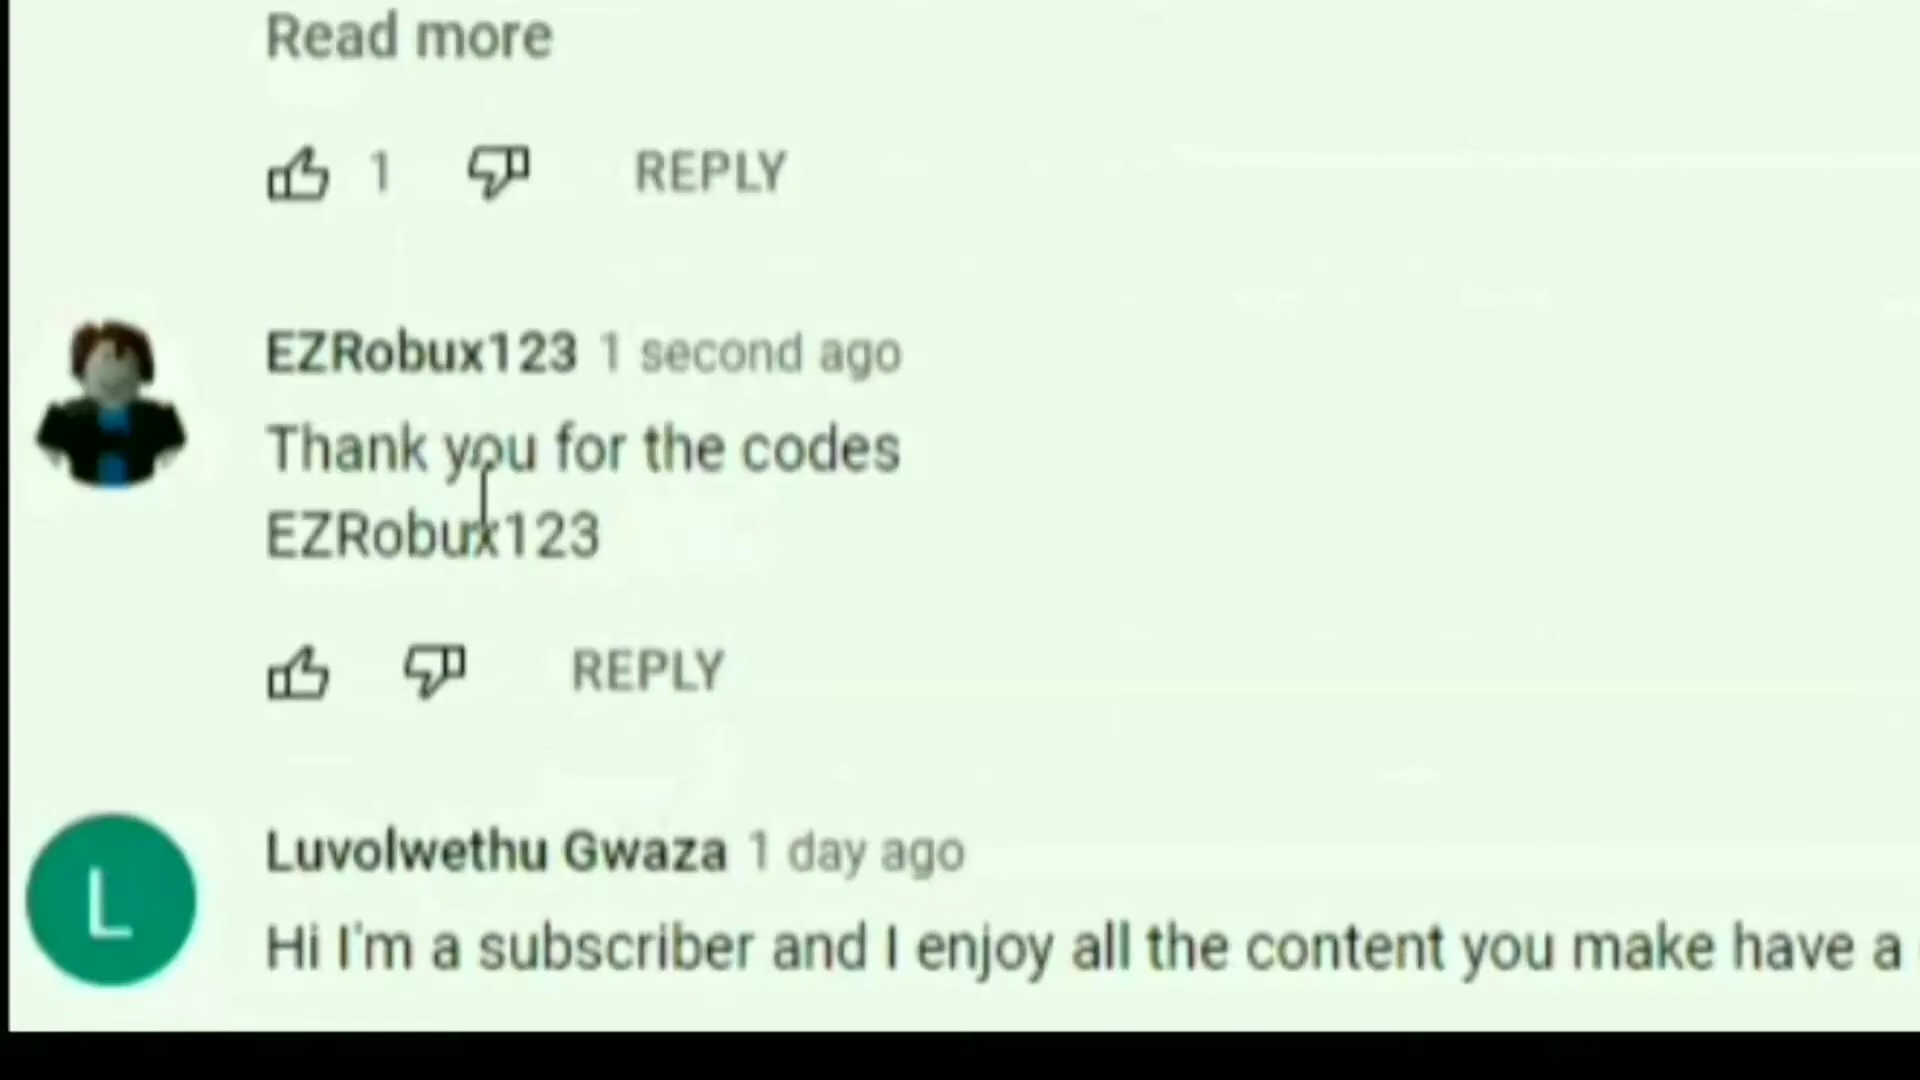 Read more
1 REPLY
EZRobux123 1 second ago
Thank you for the codes
EZRobux123
REPLY
L
Luvolwethu Gwaza 1 day ago
Hi I'm a subscriber and I enjoy all the content you make have a